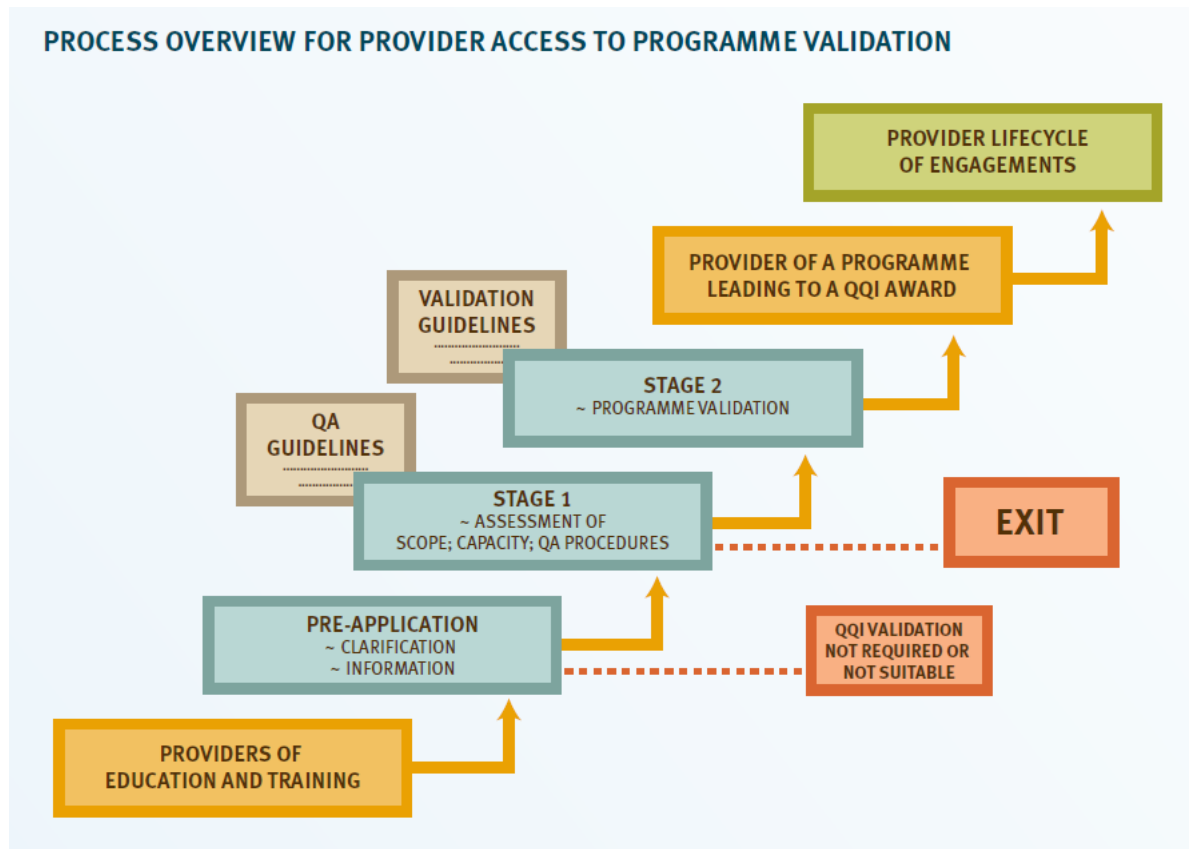 PROCESS OVERVIEW FOR PROVIDER ACCESS TO PROGRAMME VALIDATION
PROVIDER LIFECYCLE
OF ENGAGEMENTS
PROVIDER OF A PROGRAMME
LEADING TO A QQI AWARD
VALIDATION
GUIDELINES
STAGE 2
~ PROGRAMME VALIDATION
QA
GUIDELINES
STAGE 1
~ ASSESSMENT OF
SCOPE; CAPACITY; QA PROCEDURES
EXIT
PRE-APPLICATION
~ CLARIFICATION
~ INFORMATION
QQI VALIDATION
NOT REQUIRED OR
NOT SUITABLE
PROVIDERS OF
EDUCATION AND TRAINING